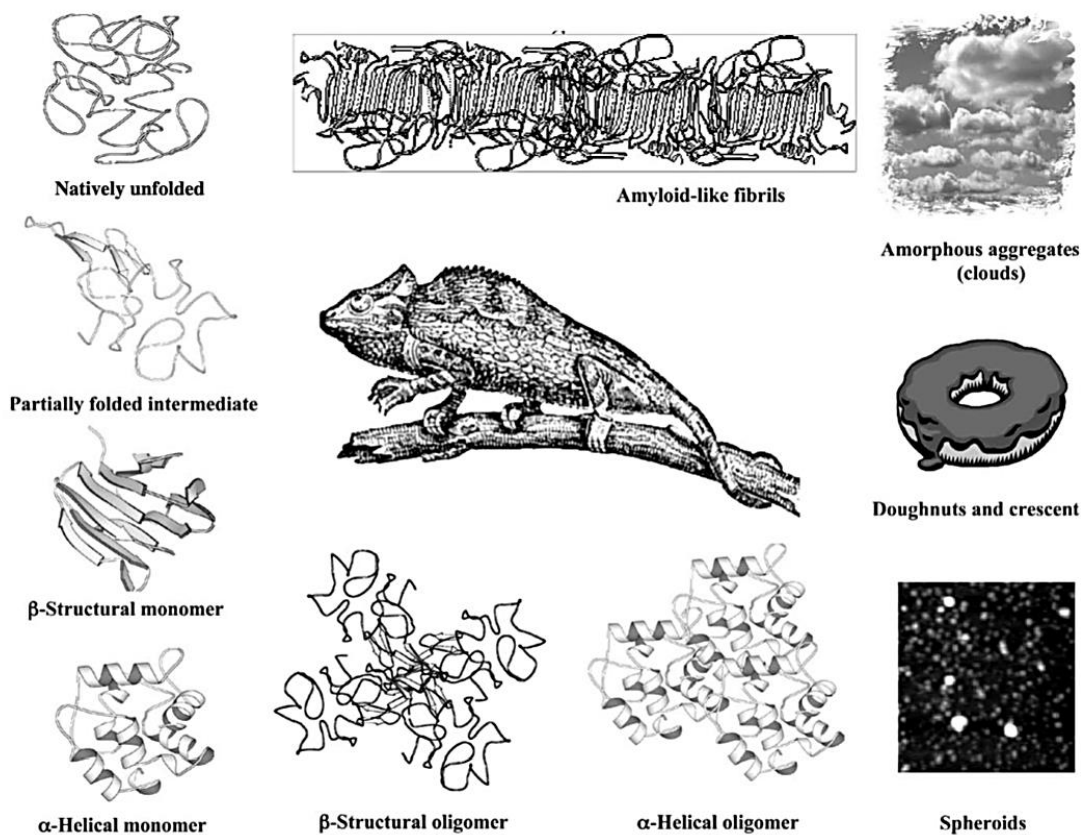 Natively unfolded
Amyloid-like fibrils
Amorphous aggregates
(clouds)
Partially folded intermediate
Doughnuts and crescent
β-Structural monomer
α-Helical monomer
β-Structural oligomer
α-Helical oligomer
Spheroids